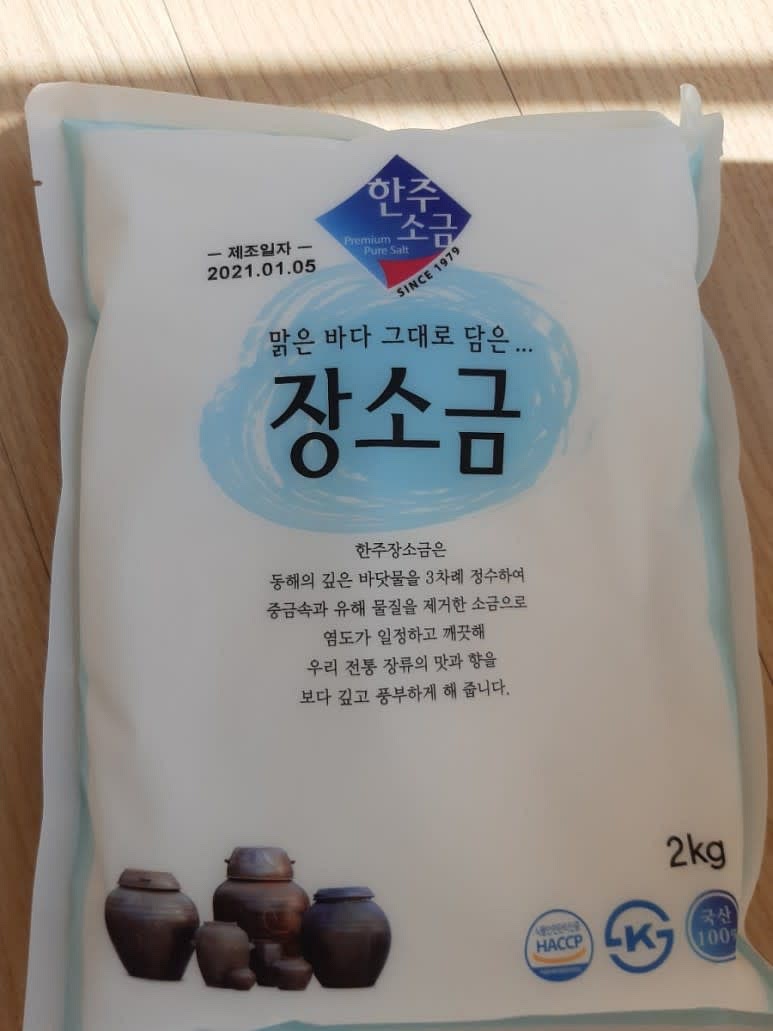 한주
소금
Premium
Pure Salt
SINCE 1979
— 제조일자 —
2021.01.05
맑은 바다 그대로 담은...
장소금
한주장소금은
동해의 깊은 바닷물을 3차례 정수하여
중금속과 유해 물질을 제거한 소금으로
염도가 일정하고 깨끗해
우리 전통 장류의 맛과 향을
보다 깊고 풍부하게 해 줍니다.
2kg
HACCP
K
국산
100%